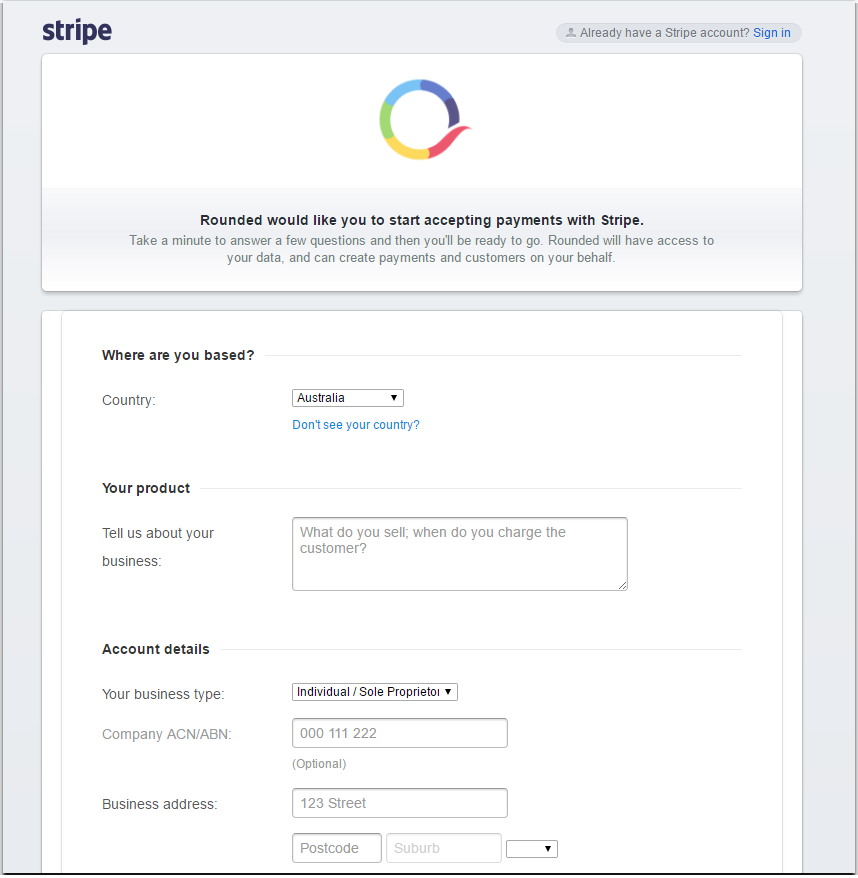 stripe
Already have a Stripe account? Sign in
Rounded would like you to start accepting payments with Stripe.
Take a minute to answer a few questions and then you'll be ready to go. Rounded will have access to
your data, and can create payments and customers on your behalf.
Where are you based?
Country:
Australia
Don't see your country?
Your product
Tell us about your
business:
What do you sell; when do you charge the
customer?
Account details
Your business type:
Individual / Sole Proprietor
Company ACN/ABN:
000 111 222
(Optional)
Business address:
123 Street
Postcode
Suburb